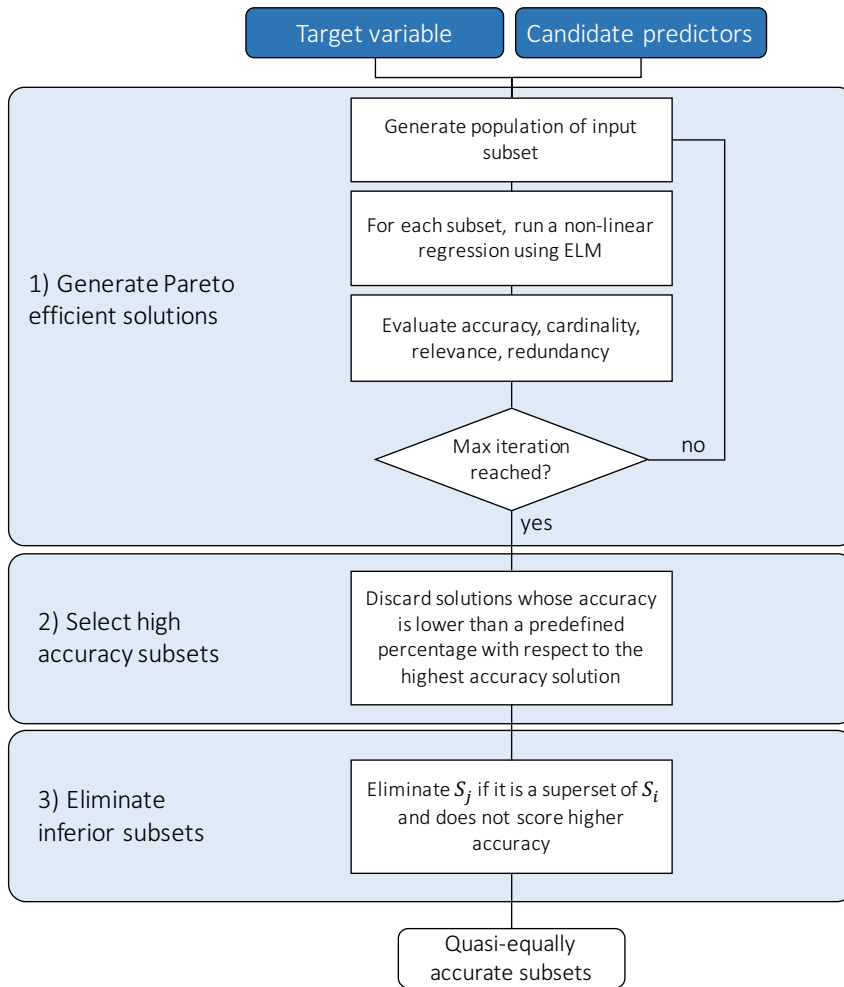 Target variable
Candidate predictors
Generate population of input
subset
For each subset, run a non-linear
regression using ELM
1) Generate Pareto
efficient solutions
Evaluate accuracy, cardinality,
relevance, redundancy
Max iteration
reached?
no
yes
2) Select high
accuracy subsets
Discard solutions whose accuracy
is lower than a predefined
percentage with respect to the
highest accuracy solution
3) Eliminate
inferior subsets
Eliminate S_j if it is a superset of S_i
and does not score higher
accuracy
Quasi-equally
accurate subsets